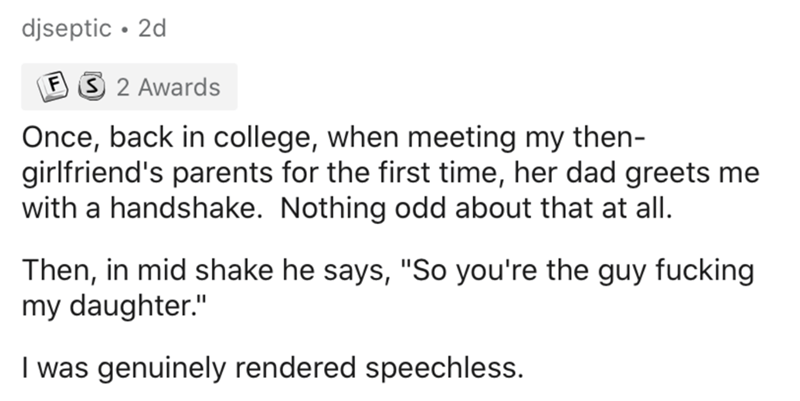 djseptic • 2d
F S 2 Awards
Once, back in college, when meeting my then-
girlfriend's parents for the first time, her dad greets me
with a handshake.  Nothing odd about that at all.
Then, in mid shake he says, "So you're the guy fucking
my daughter."
I was genuinely rendered speechless.